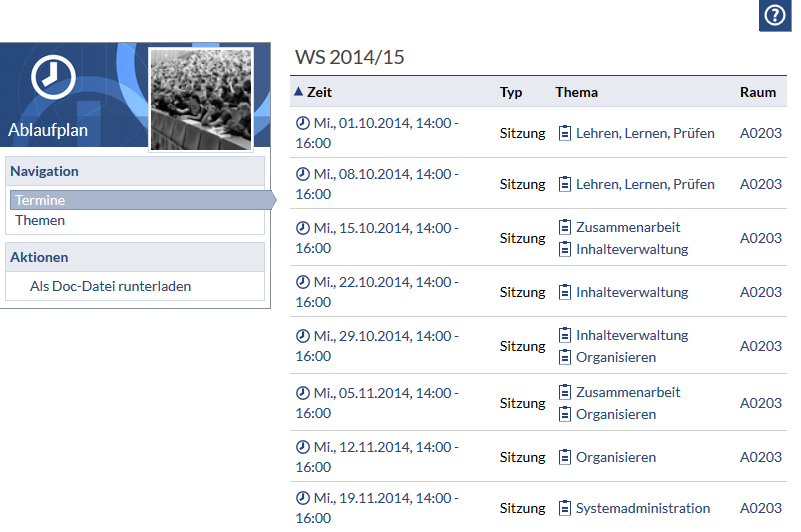 Ablaufplan
Navigation
Termine
Themen
Aktionen
Als Doc-Datei runterladen
WS 2014/15
Zeit Typ Thema Raum
Mi., 01.10.2014, 14:00 -
16:00 Sitzung Lehren, Lernen, Prüfen A0203
Mi., 08.10.2014, 14:00 -
16:00 Sitzung Lehren, Lernen, Prüfen A0203
Mi., 15.10.2014, 14:00 -
16:00 Sitzung Zusammenarbeit
Inhalteverwaltung A0203
Mi., 22.10.2014, 14:00 -
16:00 Sitzung Inhalteverwaltung A0203
Mi., 29.10.2014, 14:00 -
16:00 Sitzung Inhalteverwaltung
Organisieren A0203
Mi., 05.11.2014, 14:00 -
16:00 Sitzung Zusammenarbeit
Organisieren A0203
Mi., 12.11.2014, 14:00 -
16:00 Sitzung Organisieren A0203
Mi., 19.11.2014, 14:00 -
16:00 Sitzung Systemadministration A0203